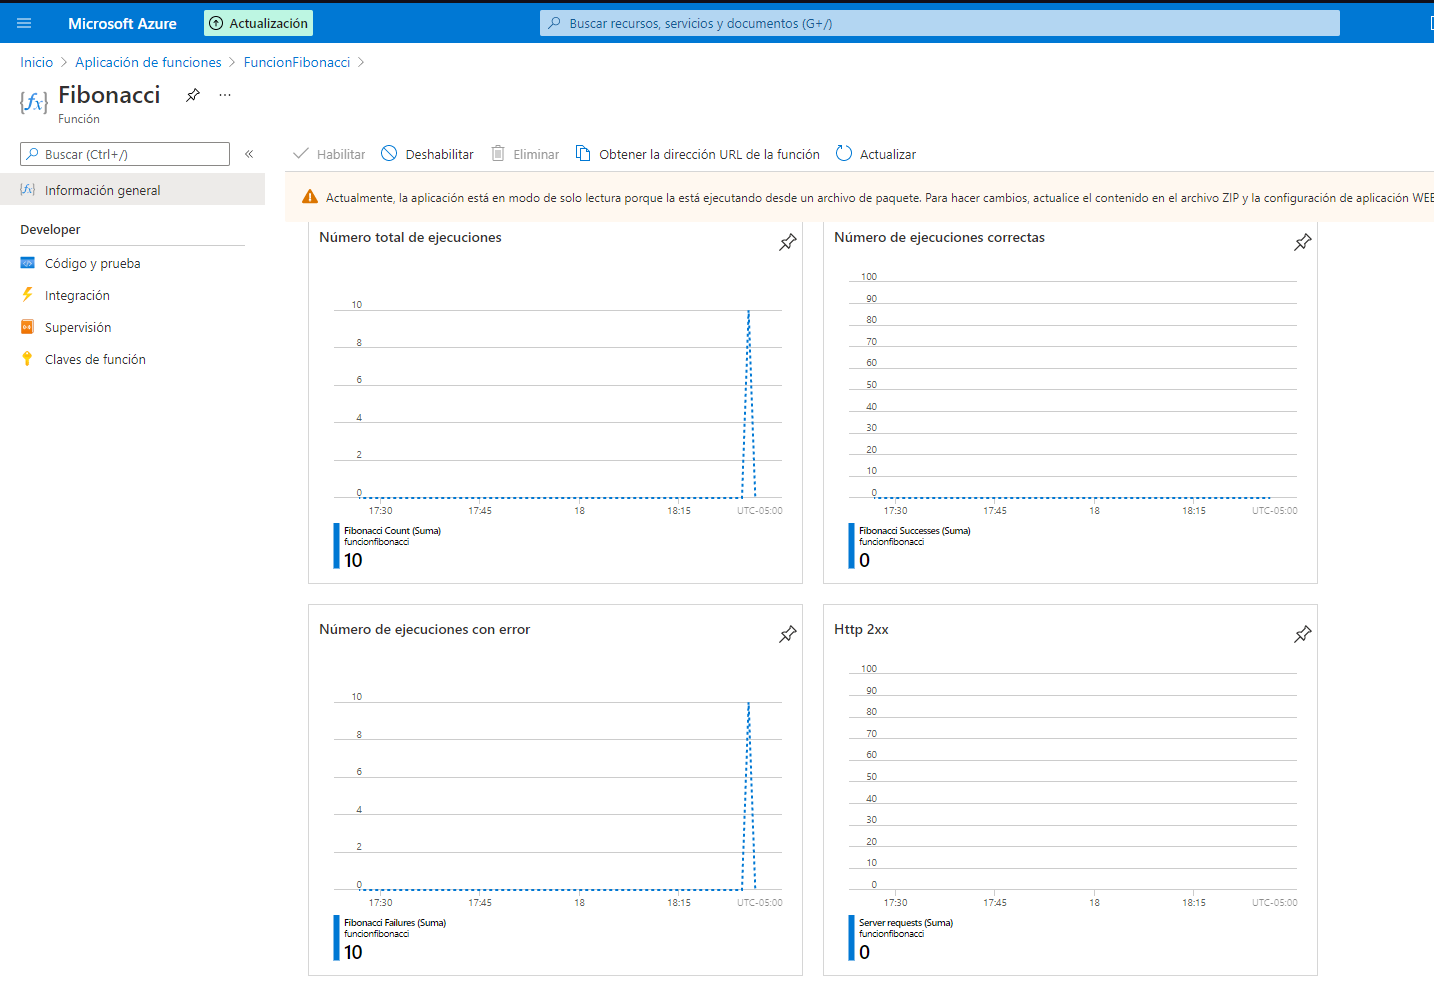 Microsoft Azure
Actualización
Buscar recursos, servicios y documentos (G+/)
Inicio > Aplicación de funciones > FuncionFibonacci >
{fx}
Fibonacci
...
Función
Buscar (Ctrl+/)
«
Habilitar
Deshabilitar
Eliminar
Obtener la dirección URL de la función
Actualizar
Información general
Actualmente, la aplicación está en modo de solo lectura porque la está ejecutando desde un archivo de paquete. Para hacer cambios, actualice el contenido en el archivo ZIP y la configuración de aplicación WEB
Developer
Código y prueba
Integración
Supervisión
Claves de función
Número total de ejecuciones
10
8
6
4
2
0
17:30 17:45 18 18:15 UTC-05:00
Fibonacci Count (Suma)
funcionfibonacci
10
Número de ejecuciones correctas
100
90
80
70
60
50
40
30
20
10
0
17:30 17:45 18 18:15 UTC-05:00
Fibonacci Successes (Suma)
funcionfibonacci
0
Número de ejecuciones con error
10
8
6
4
2
0
17:30 17:45 18 18:15 UTC-05:00
Fibonacci Failures (Suma)
funcionfibonacci
10
Http 2xx
100
90
80
70
60
50
40
30
20
10
0
17:30 17:45 18 18:15 UTC-05:00
Server requests (Suma)
funcionfibonacci
0